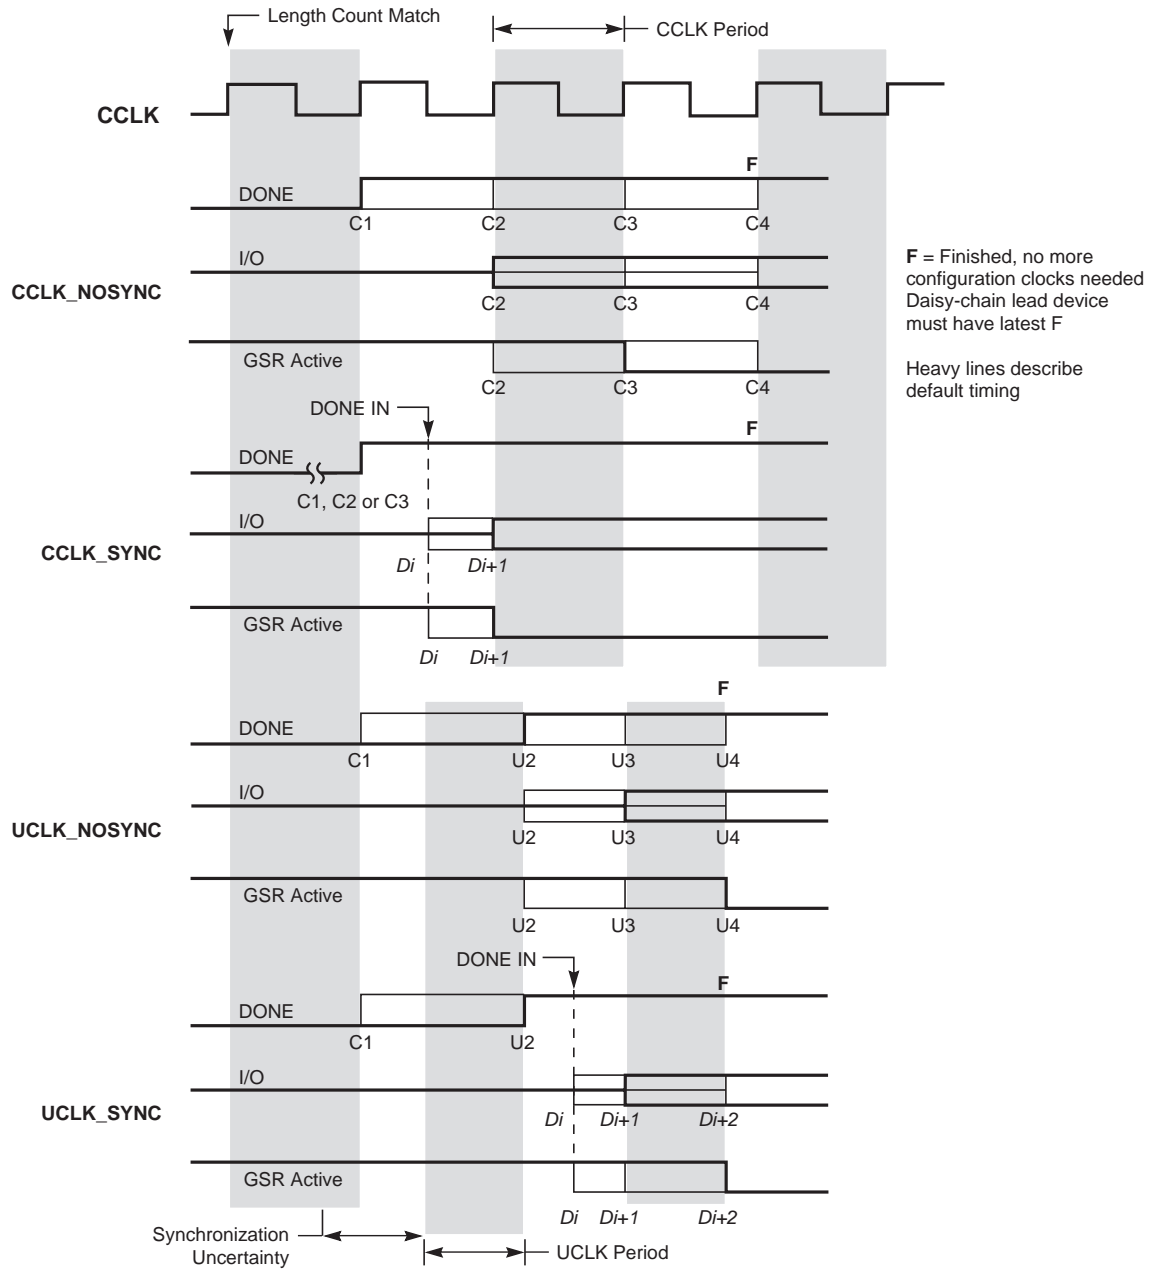 Length Count Match
CCLK Period
CCLK
F
DONE
C1 C2 C3 C4
I/O
CCLK_NOSYNC
C2 C3 C4
GSR Active
C2 C3 C4
F = Finished, no more
configuration clocks needed
Daisy-chain lead device
must have latest F
Heavy lines describe
default timing
DONE IN
F
DONE
C1, C2 or C3
I/O
CCLK_SYNC
Di Di+1
GSR Active
Di Di+1
F
DONE
C1 U2 U3 U4
I/O
UCLK_NOSYNC
U2 U3 U4
GSR Active
U2 U3 U4
DONE IN
F
DONE
C1 U2
I/O
UCLK_SYNC
Di Di+1 Di+2
GSR Active
Di Di+1 Di+2
Synchronization
Uncertainty
UCLK Period